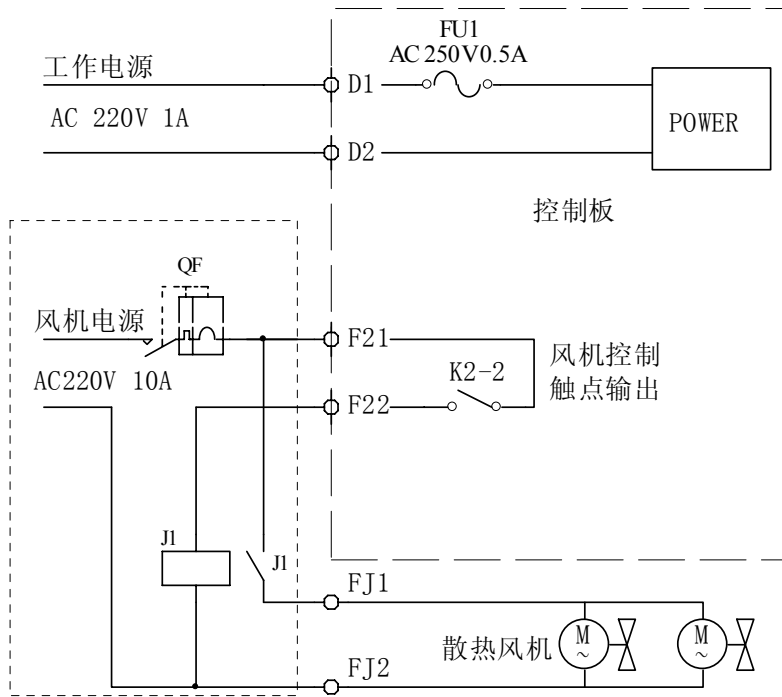 FU1
AC 250V0.5A
工作电源
D1
AC 220V 1A
POWER
D2
控制板
QF
风机电源
F21
AC220V 10A
K2-2
风机控制
触点输出
F22
J1
J1
FJ1
散热风机
M
~
M
~
FJ2